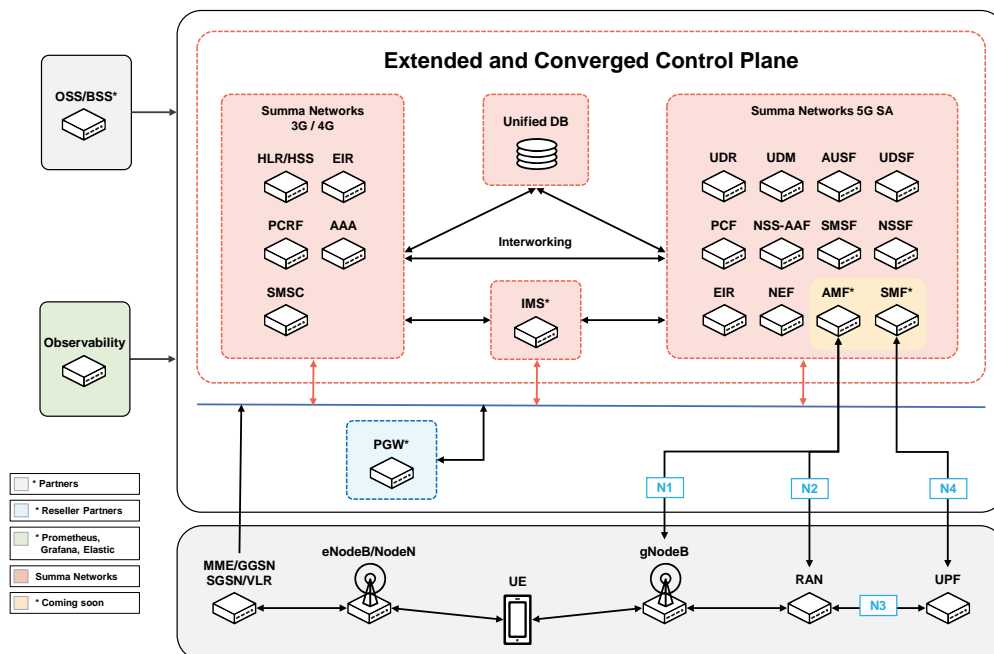 Extended and Converged Control Plane
OSS/BSS*
Observability
Summa Networks
3G / 4G
HLR/HSS
EIR
PCRF
AAA
SMSC
Unified DB
Interworking
IMS*
Summa Networks 5G SA
UDR
UDM
AUSF
UDSF
PCF
NSS-AAF
SMSF
NSSF
EIR
NEF
AMF*
SMF*
PGW*
N1
N2
N4
* Partners
* Reseller Partners
* Prometheus,
Grafana, Elastic
Summa Networks
* Coming soon
MME/GGSN
SGSN/VLR
eNodeB/NodeN
UE
gNodeB
RAN
N3
UPF